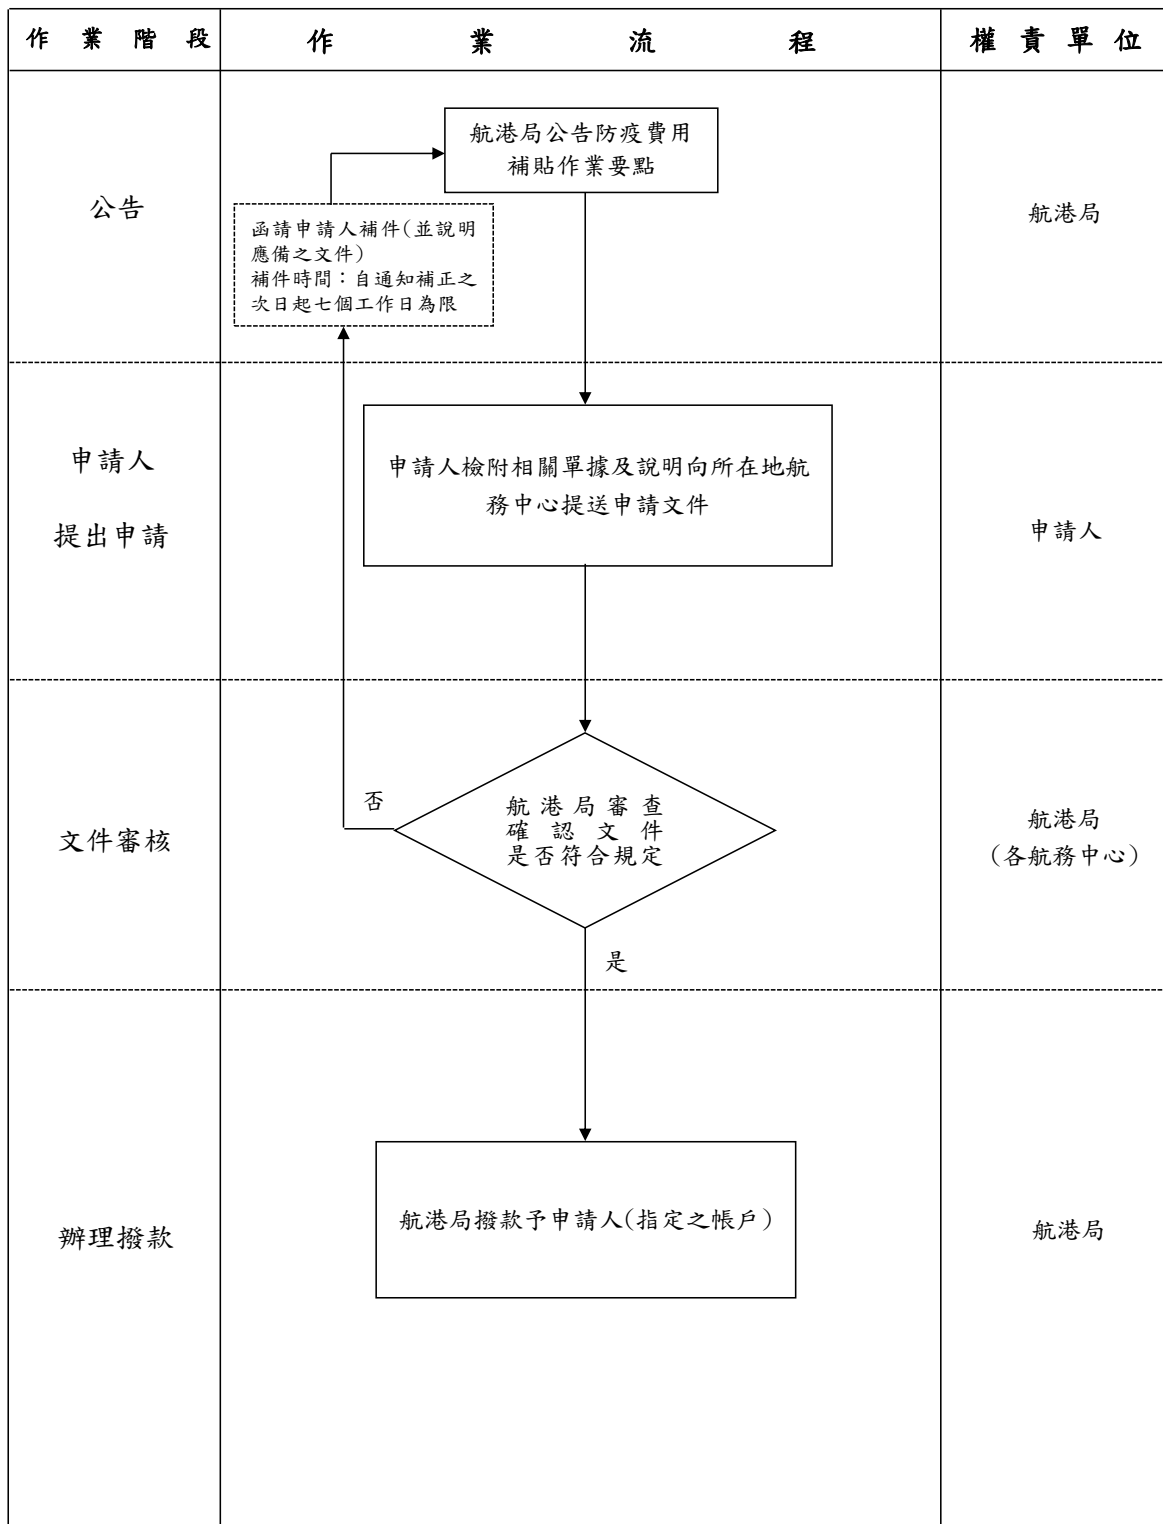 作業階段
作業流程
權責單位
航港局公告防疫費用
補貼作業要點
公告
航港局
函請申請人補件(並說明
應備之文件)
補件時間：自通知補正之
次日起七個工作日為限
申請人
提出申請
申請人檢附相關單據及說明向所在地航
務中心提送申請文件
申請人
否
航港局審查
確認文件
是否符合規定
文件審核
航港局
(各航務中心)
是
辦理撥款
航港局撥款予申請人(指定之帳戶)
航港局